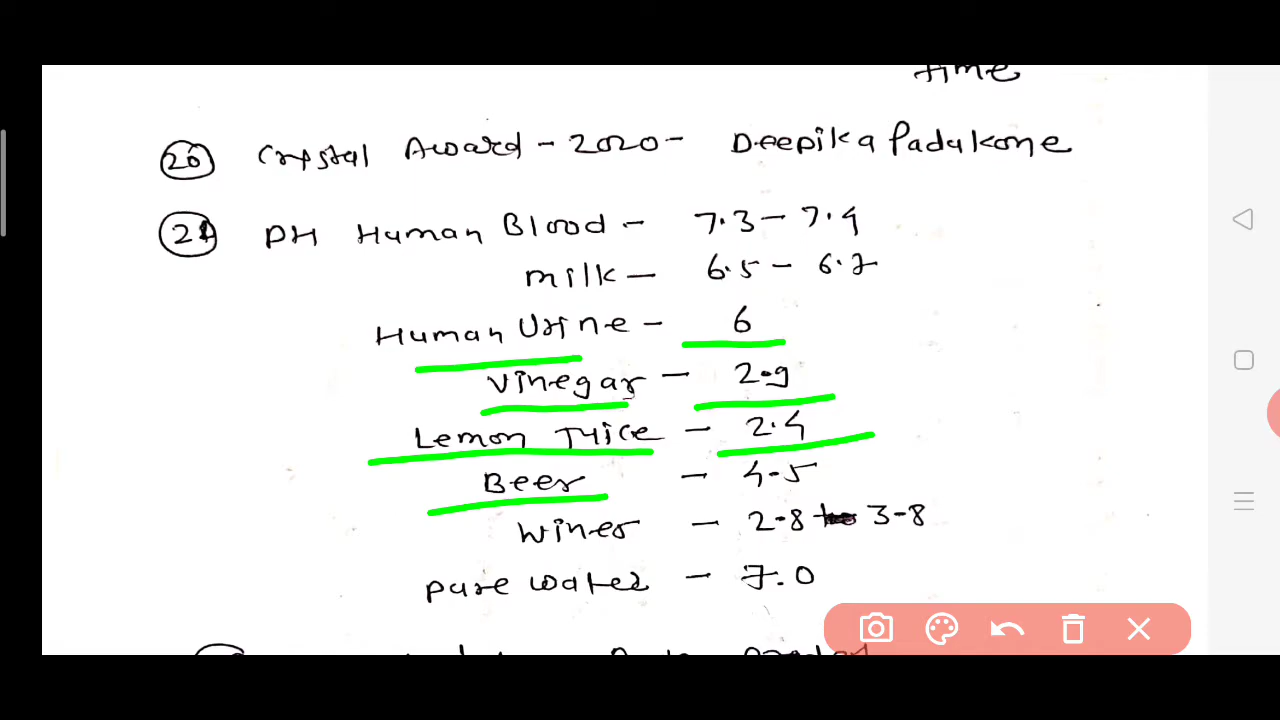 time
20 Crystal Award - 2020 - Deepika Padukone
21 PH Human Blood - 7.3 - 7.4
milk - 6.5 - 6.7
Human Urine - 6
Vinegar - 2.9
Lemon Juice - 2.4
Beer - 4.5
Wines - 2.8 to 3.8
pure water - 7.0